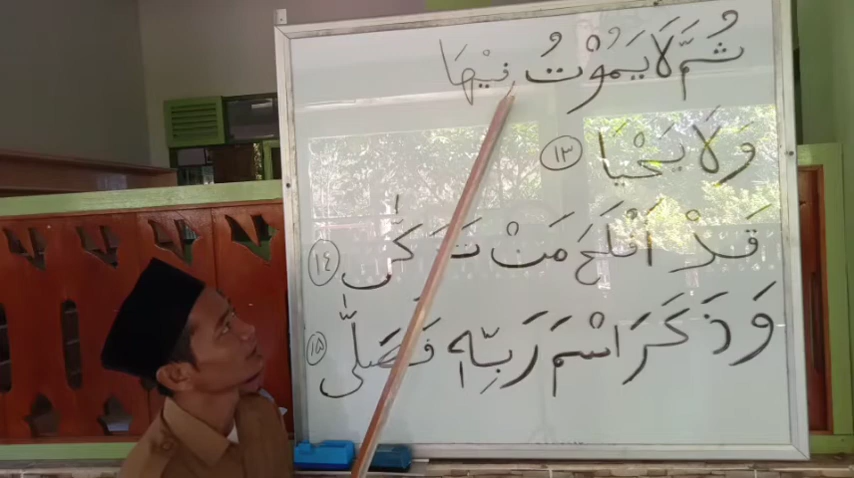 ثُمَّ لَا يَمُوْتُ فِيْهَا
وَلَا يَحْيَا ١٣
قَدْ اَفْلَحَ مَنْ تَزَكّٰى ١٤
وَذَكَرَ اسْمَ رَبِّهٖ فَصَلّٰى ١٥